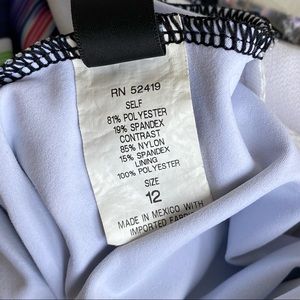 RN 52419
SELF
81% POLYESTER
19% SPANDEX
CONTRAST
85% NYLON
15% SPANDEX
LINING
100% POLYESTER
SIZE
12
MADE IN MEXICO WITH
IMPORTED